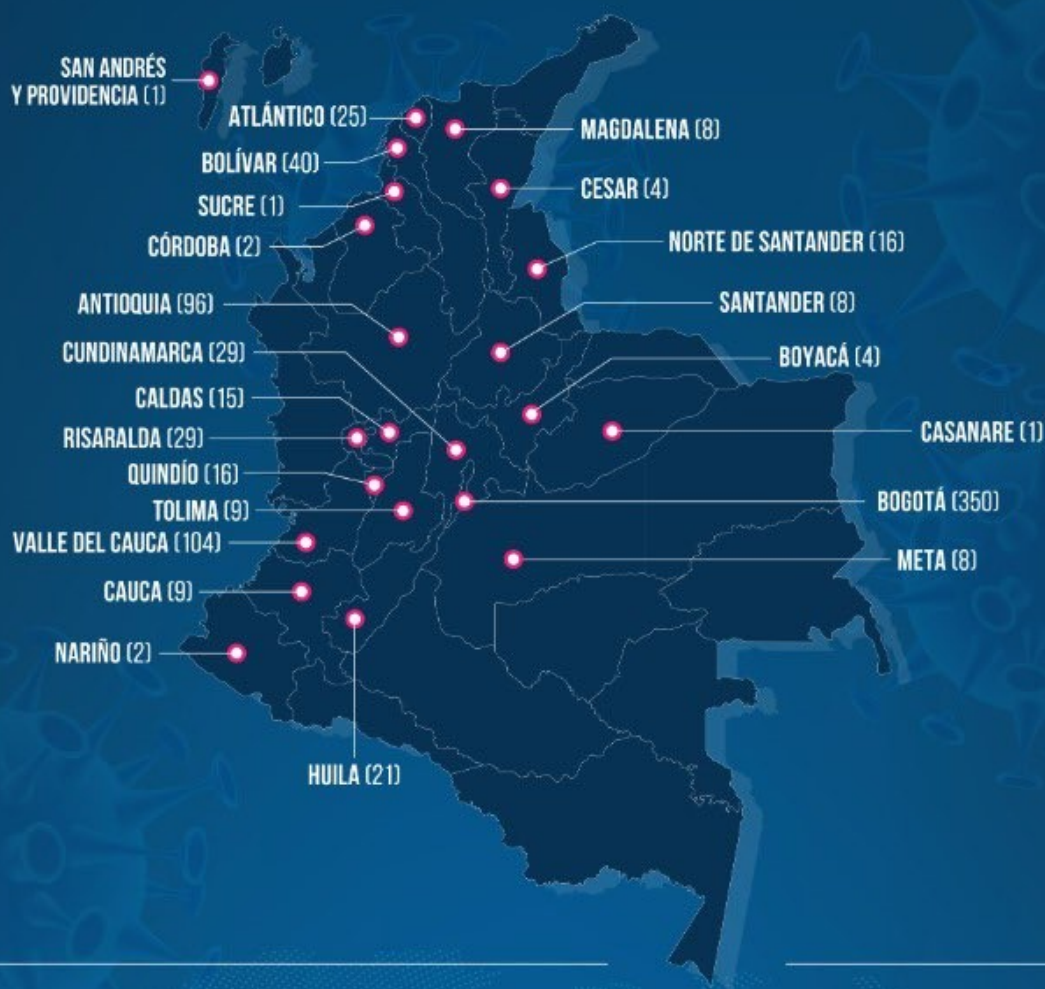 SAN ANDRÉS
Y PROVIDENCIA (1)
ATLÁNTICO (25)
MAGDALENA (8)
BOLÍVAR (40)
CESAR (4)
SUCRE (1)
CÓRDOBA (2)
NORTE DE SANTANDER (16)
ANTIOQUIA (96)
SANTANDER (8)
CUNDINAMARCA (29)
BOYACÁ (4)
CALDAS (15)
CASANARE (1)
RISARALDA (29)
QUINDÍO (16)
BOGOTÁ (350)
TOLIMA (9)
VALLE DEL CAUCA (104)
META (8)
CAUCA (9)
NARIÑO (2)
HUILA (21)